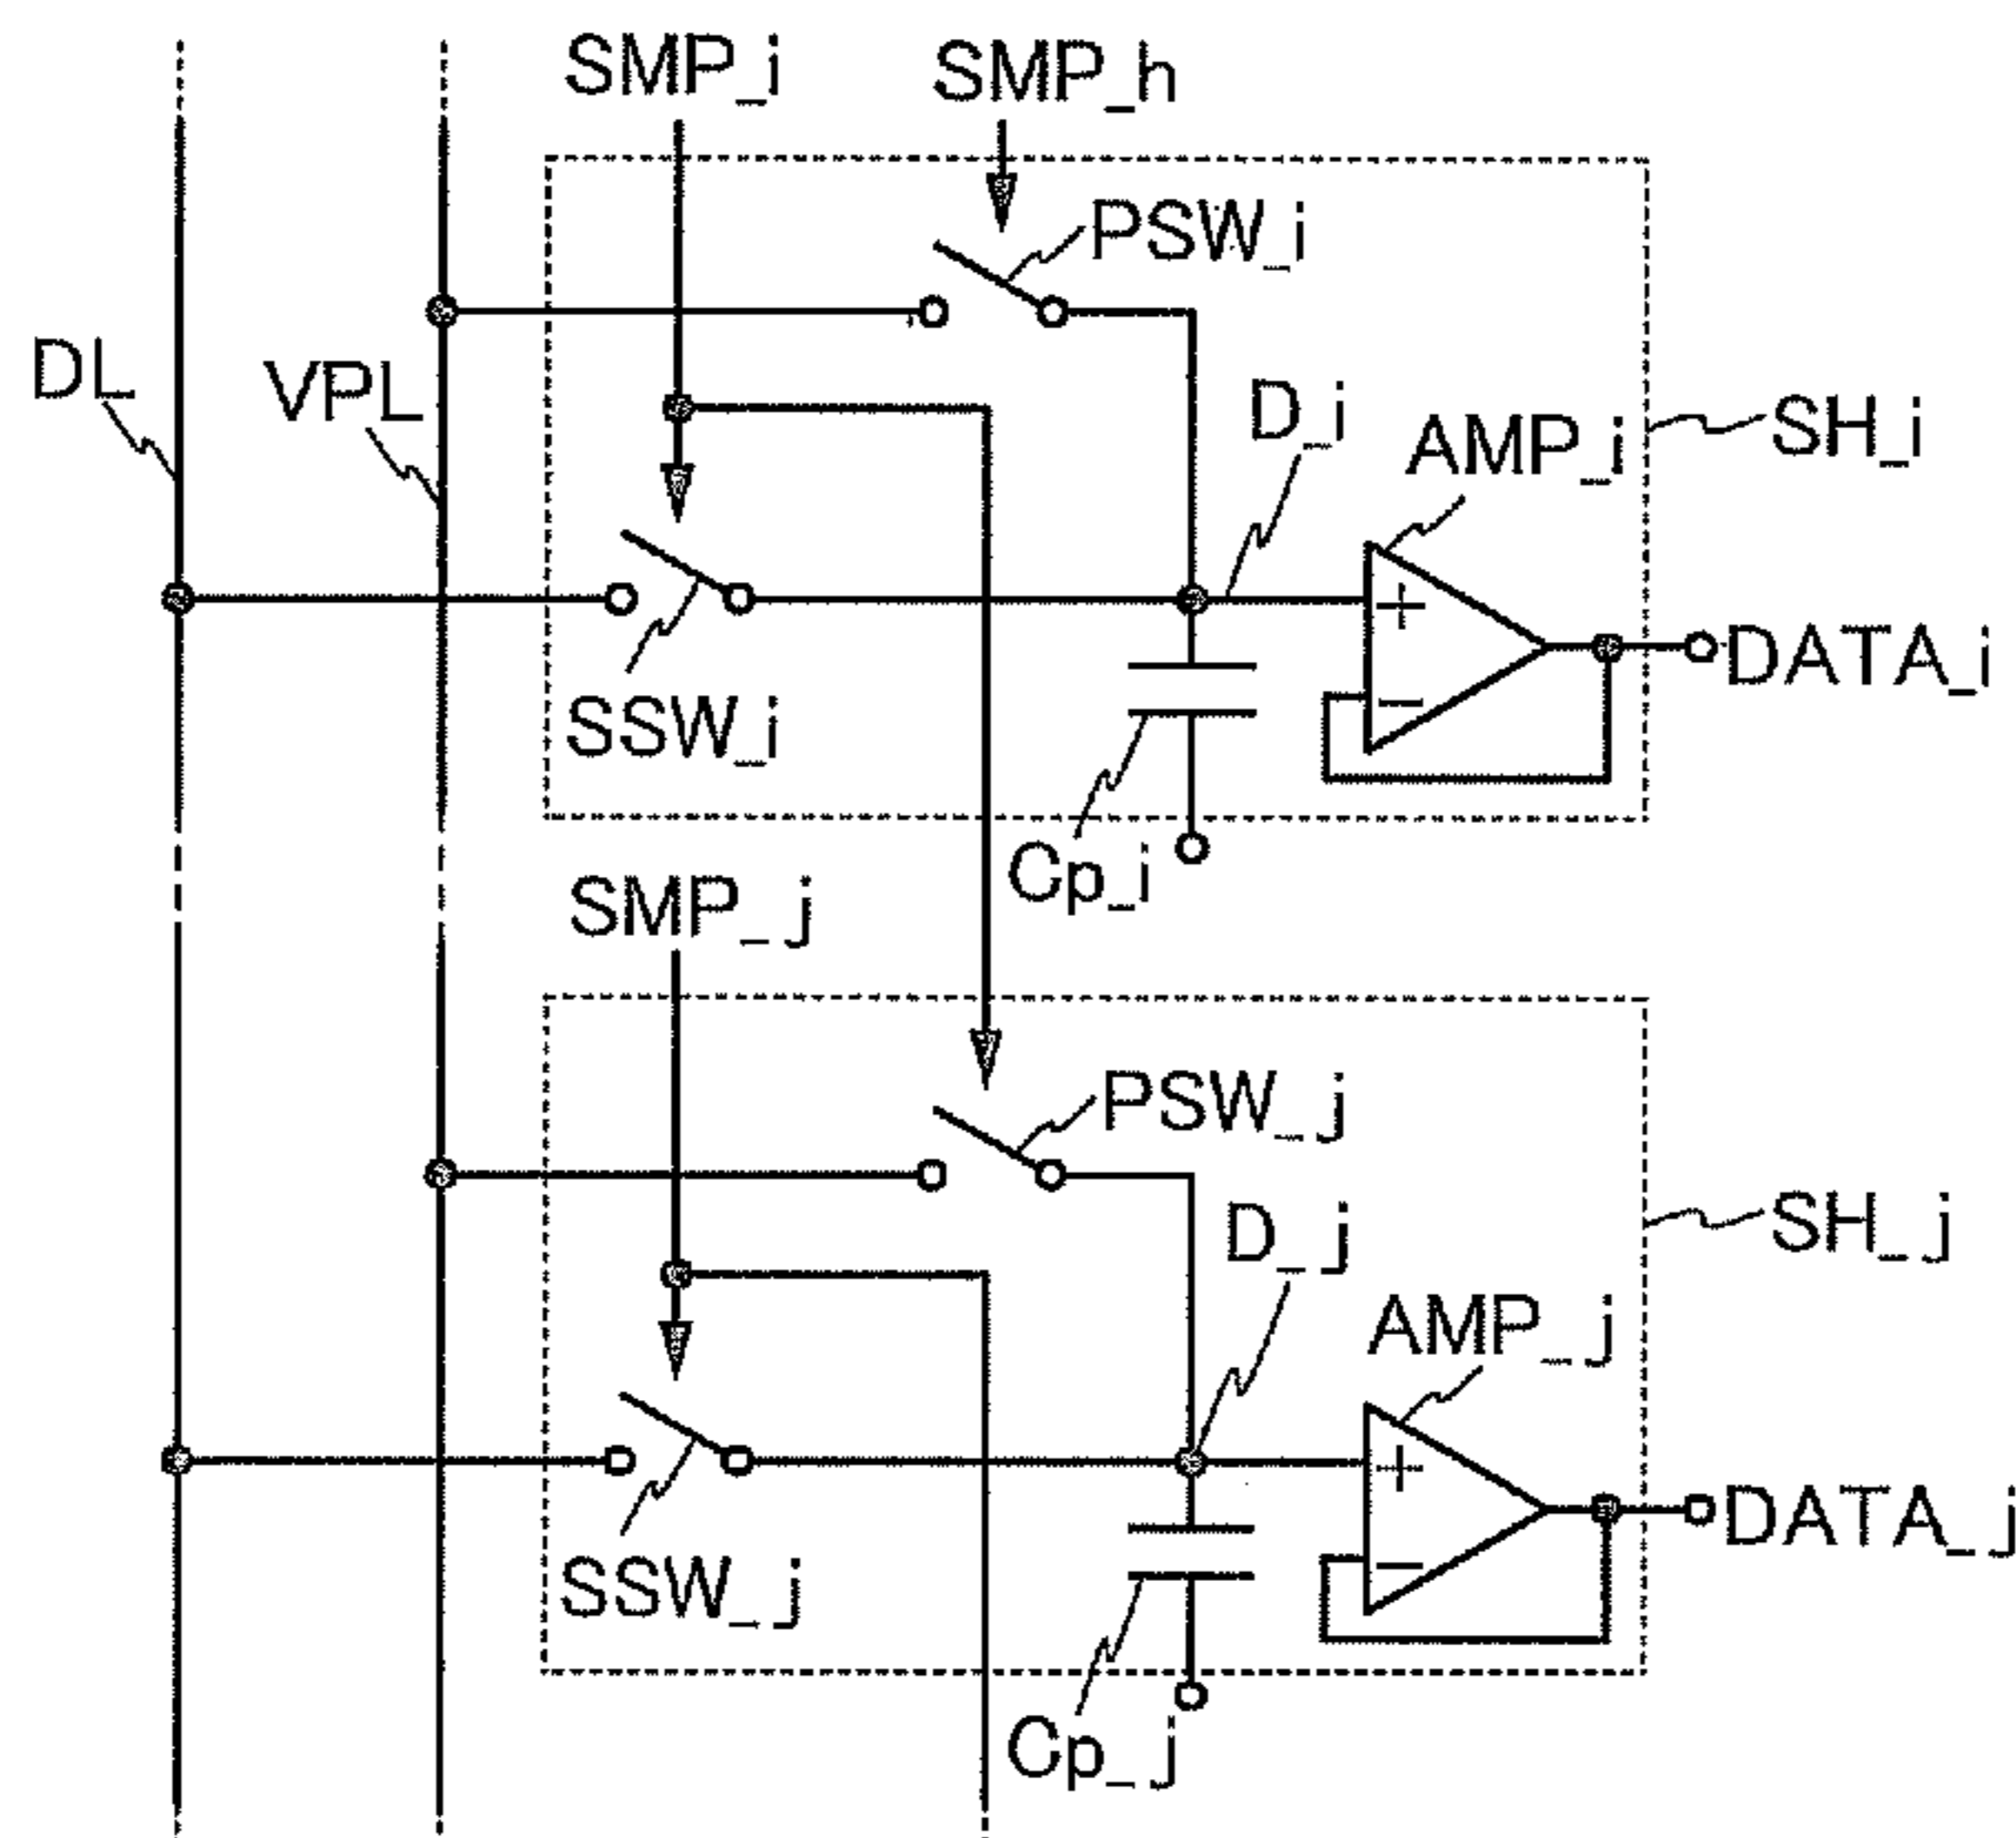 SMP_i
SMP_h
PSW_i
DL
VPL
D_i
AMP_i
SH_i
+
−
DATA_i
SSW_i
Cp_i
SMP_j
PSW_j
D_j
SH_j
AMP_j
+
−
DATA_j
SSW_j
Cp_j